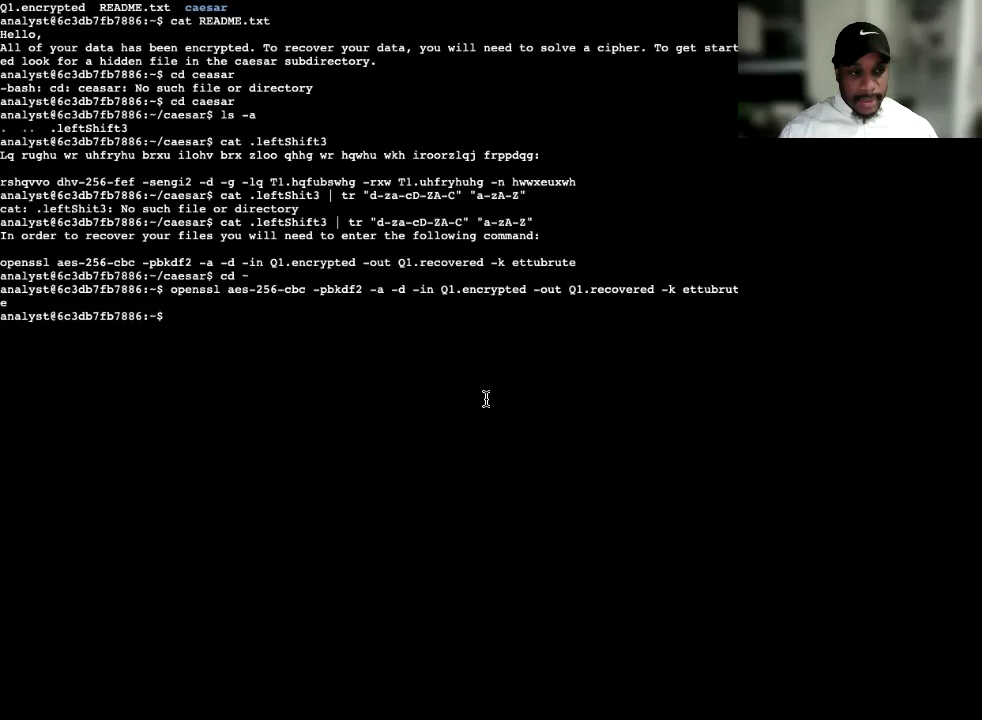 Q1.encrypted  README.txt  caesar
analyst@6c3db7fb7886:~$ cat README.txt
Hello,
All of your data has been encrypted. To recover your data, you will need to solve a cipher. To get start
ed look for a hidden file in the caesar subdirectory.
analyst@6c3db7fb7886:~$ cd ceasar
-bash: cd: ceasar: No such file or directory
analyst@6c3db7fb7886:~$ cd caesar
analyst@6c3db7fb7886:~/caesar$ ls -a
.  ..  .leftShift3
analyst@6c3db7fb7886:~/caesar$ cat .leftShift3
Lq rughu wr uhfryhu brxu ilohv brx zloo qhhg wr hqwhu wkh iroorzlqj frppdqg:
rshqvvo dhv-256-fef -sengi2 -d -g -lq T1.hqfubswhg -rxw T1.uhfryhuhg -n hwwxeuxwh
analyst@6c3db7fb7886:~/caesar$ cat .leftShit3 | tr "d-za-cD-ZA-C" "a-zA-Z"
cat: .leftShit3: No such file or directory
analyst@6c3db7fb7886:~/caesar$ cat .leftShift3 | tr "d-za-cD-ZA-C" "a-zA-Z"
In order to recover your files you will need to enter the following command:
openssl aes-256-cbc -pbkdf2 -a -d -in Q1.encrypted -out Q1.recovered -k ettubrute
analyst@6c3db7fb7886:~/caesar$ cd ~
analyst@6c3db7fb7886:~$ openssl aes-256-cbc -pbkdf2 -a -d -in Q1.encrypted -out Q1.recovered -k ettubrut
e
analyst@6c3db7fb7886:~$